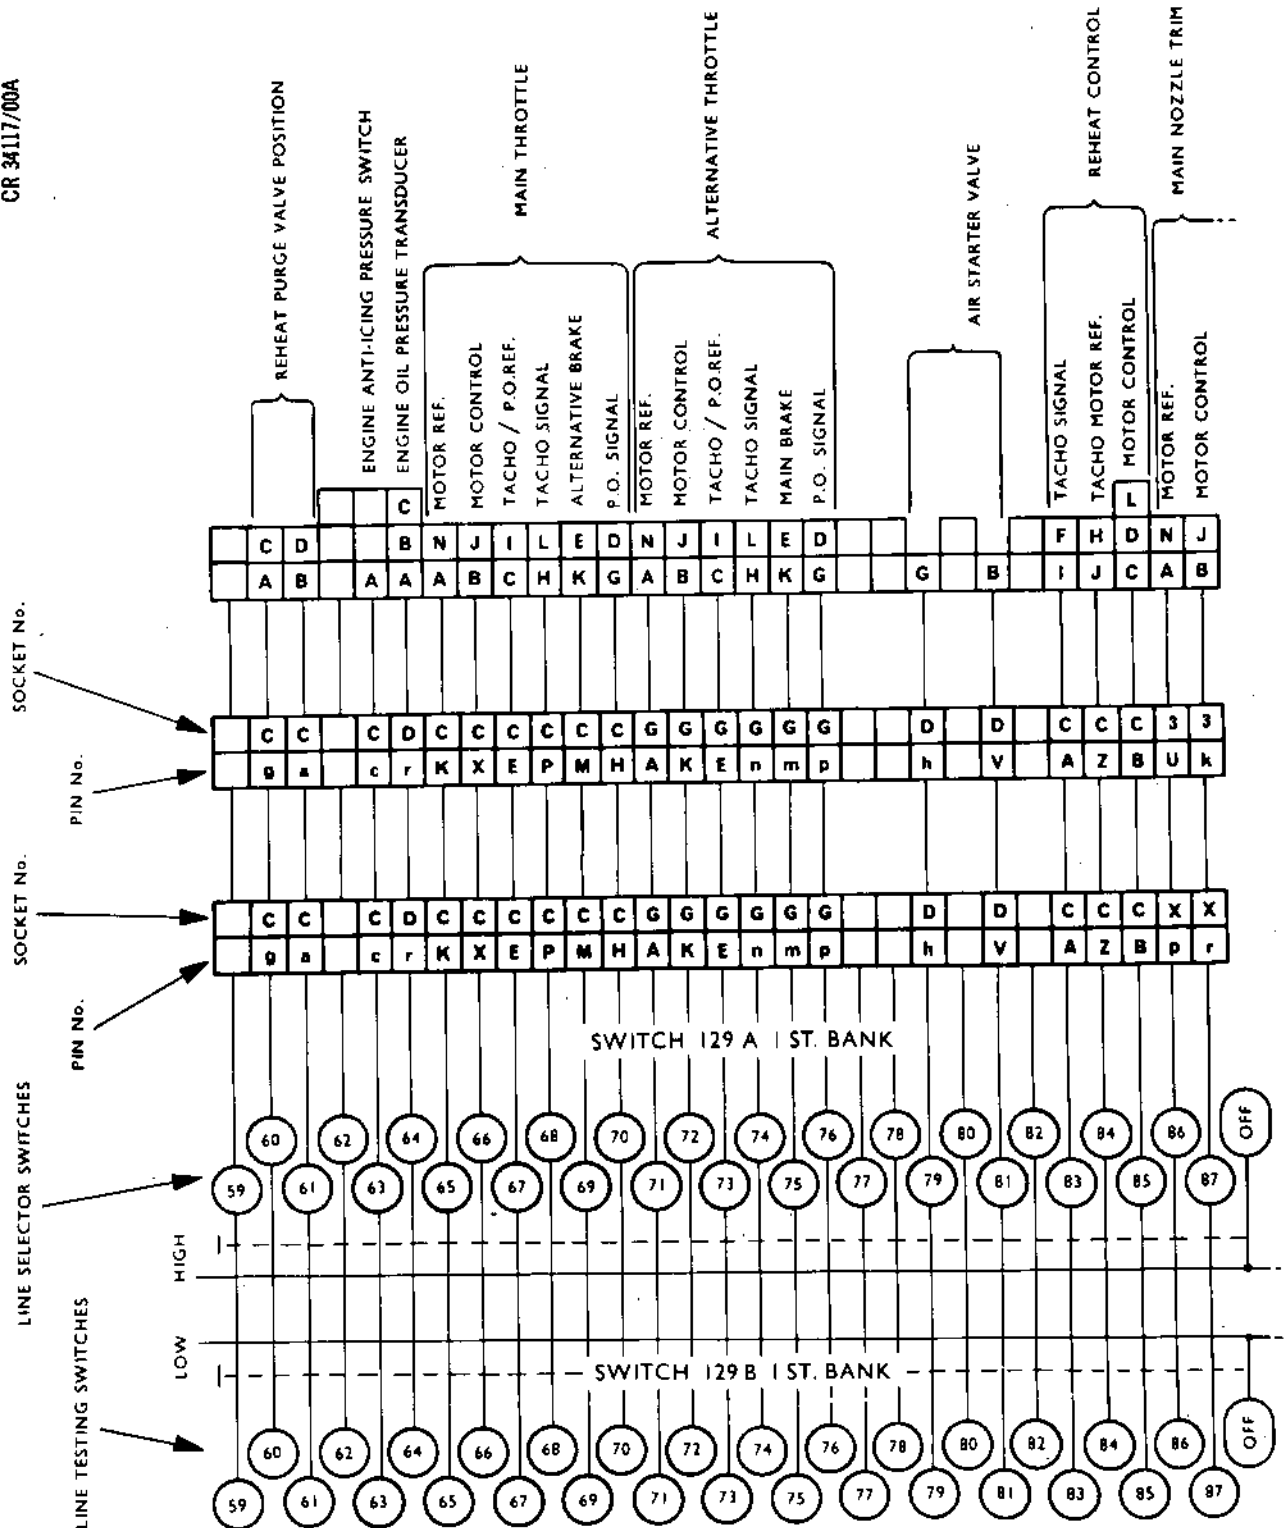 CR 34117/00A
REHEAT PURGE VALVE POSITION
ENGINE ANTI-ICING PRESSURE SWITCH
ENGINE OIL PRESSURE TRANSDUCER
MAIN THROTTLE
ALTERNATIVE THROTTLE
AIR STARTER VALVE
REHEAT CONTROL
MAIN NOZZLE TRIM
MOTOR REF.
MOTOR CONTROL
TACHO / P.O.REF.
TACHO SIGNAL
ALTERNATIVE BRAKE
P.O. SIGNAL
MOTOR REF.
MOTOR CONTROL
TACHO / P.O.REF.
TACHO SIGNAL
MAIN BRAKE
P.O. SIGNAL
TACHO SIGNAL
TACHO MOTOR REF.
MOTOR CONTROL
MOTOR REF.
MOTOR CONTROL
C L
C D B N J I L E D N J I L E D F H D N J
A B A A A B C H K G A B C H K G G B I J C A B
SOCKET No.
C C C D C C C C C C G G G G G G D D C C C 3 3
PIN No.
g a c r K X E P M H A K E n m p h V A Z B U k
SOCKET No.
C C C D C C C C C C G G G G G G D D C C C X X
PIN No.
g a c r K X E P M H A K E n m p h V A Z B p r
SWITCH 129 A 1 ST. BANK
LINE SELECTOR SWITCHES
60 62 64 66 68 70 72 74 76 78 80 82 84 86 OFF
59 61 63 65 67 69 71 73 75 77 79 81 83 85 87
HIGH
LOW
SWITCH 129 B 1 ST. BANK
LINE TESTING SWITCHES
60 62 64 66 68 70 72 74 76 78 80 82 84 86 OFF
59 61 63 65 67 69 71 73 75 77 79 81 83 85 87